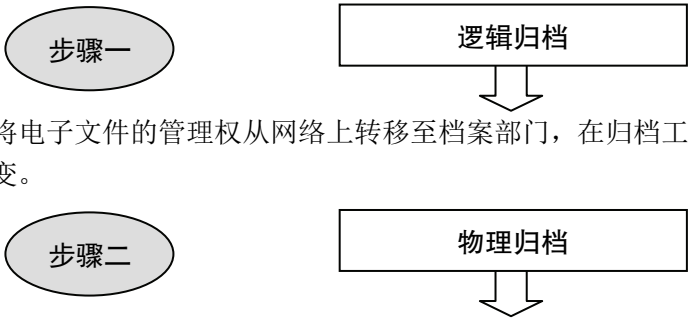 步骤一
逻辑归档
将电子文件的管理权从网络上转移至档案部门，在归档工
变。
步骤二
物理归档